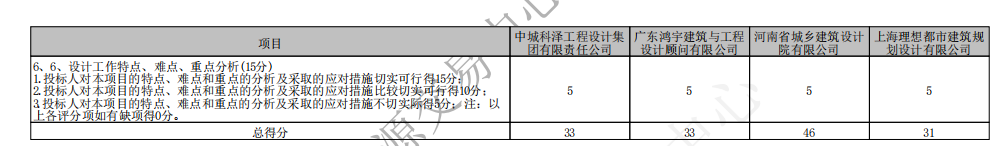 项目
中城科泽工程设计集
团有限责任公司
广东鸿宇建筑与工程
设计顾问有限公司
河南省城乡建筑设计
院有限公司
上海理想都市建筑规
划设计有限公司
6、6、设计工作特点、难点、重点分析(15分)
1.投标人对本项目的特点、难点和重点的分析及采取的应对措施切实可行得15分；
2.投标人对本项目的特点、难点和重点的分析及采取的应对措施比较切实可行得10分；
3.投标人对本项目的特点、难点和重点的分析及采取的应对措施不切实际得5分；注：以
上各评分项如有缺项得0分。
5
5
5
5
总得分
33
33
46
31
源交易中心
中心